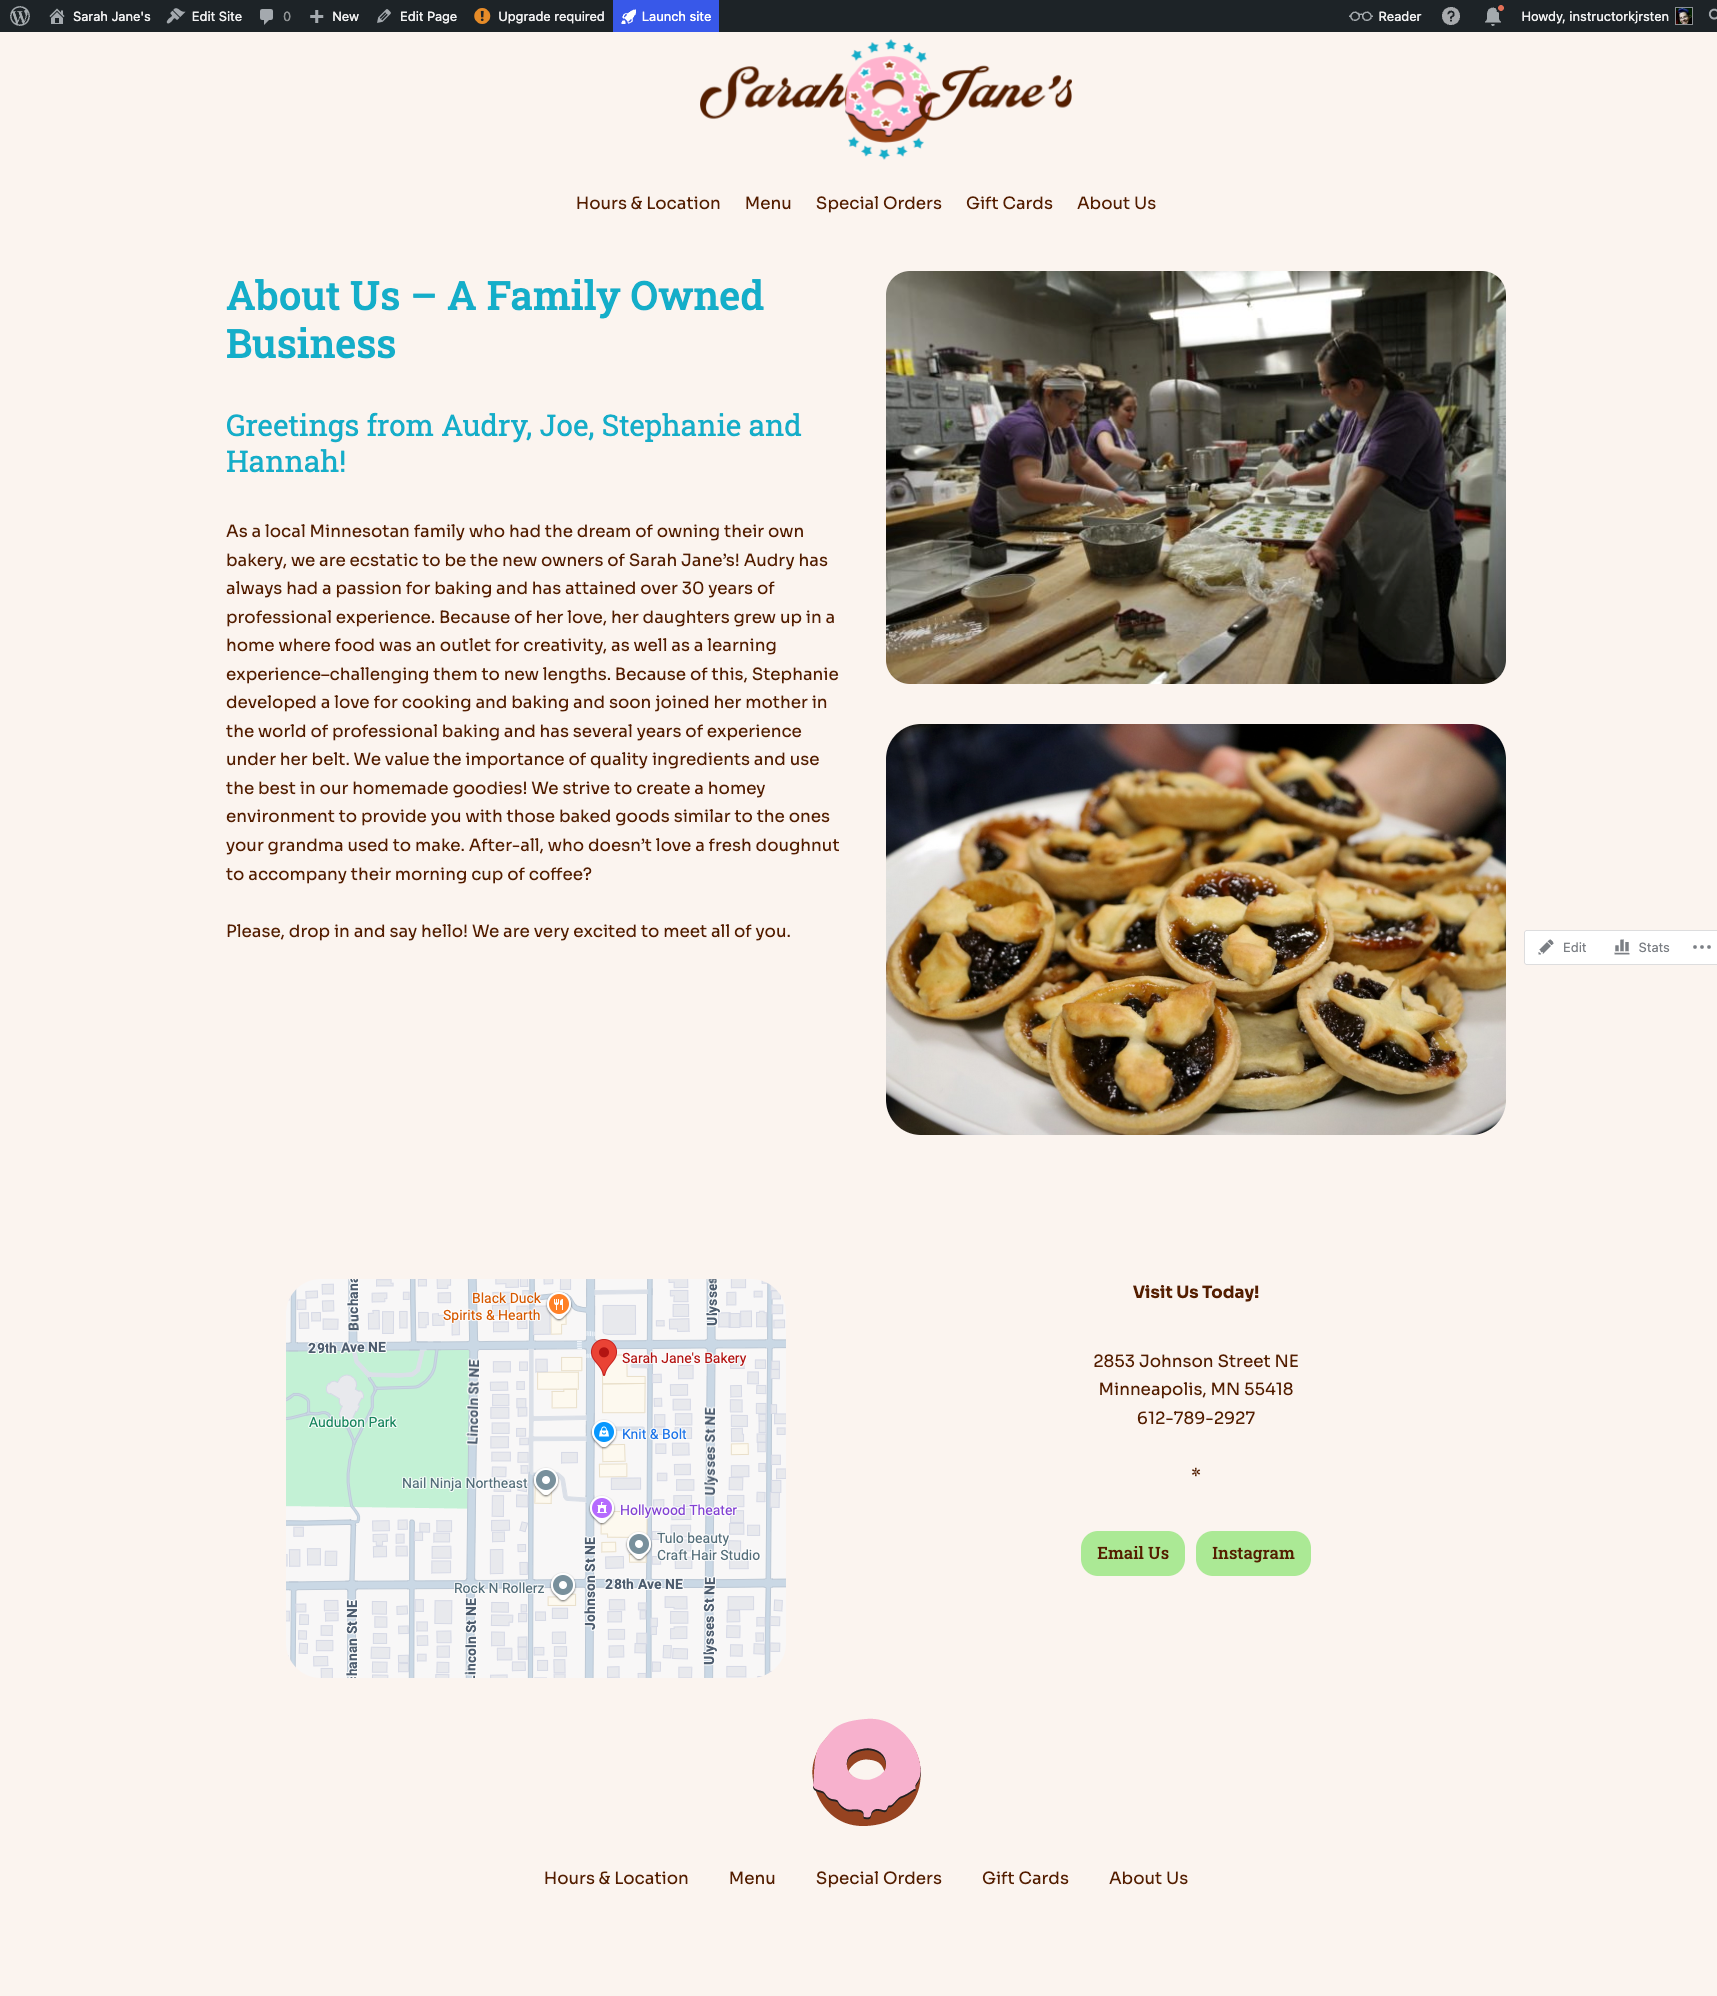 Sarah Jane's Edit Site 0 New Edit Page Upgrade required Launch site Reader Howdy, instructorkjrsten
Sarah Jane's
Hours & Location Menu Special Orders Gift Cards About Us
About Us – A Family Owned
Business
Greetings from Audry, Joe, Stephanie and
Hannah!
As a local Minnesotan family who had the dream of owning their own
bakery, we are ecstatic to be the new owners of Sarah Jane’s! Audry has
always had a passion for baking and has attained over 30 years of
professional experience. Because of her love, her daughters grew up in a
home where food was an outlet for creativity, as well as a learning
experience–challenging them to new lengths. Because of this, Stephanie
developed a love for cooking and baking and soon joined her mother in
the world of professional baking and has several years of experience
under her belt. We value the importance of quality ingredients and use
the best in our homemade goodies! We strive to create a homey
environment to provide you with those baked goods similar to the ones
your grandma used to make. After-all, who doesn’t love a fresh doughnut
to accompany their morning cup of coffee?
Please, drop in and say hello! We are very excited to meet all of you.
Edit Stats
Buchana
Black Duck
Spirits & Hearth
Ulysses
29th Ave NE
Sarah Jane's Bakery
Lincoln St NE
Audubon Park
Knit & Bolt
Ulysses St NE
Nail Ninja Northeast
Hollywood Theater
Tulo beauty
Craft Hair Studio
Johnson St NE
28th Ave NE
Rock N Rollerz
hanan St NE
incoln St NE
Ulysses St NE
Visit Us Today!
2853 Johnson Street NE
Minneapolis, MN 55418
612-789-2927
*
Email Us Instagram
Hours & Location Menu Special Orders Gift Cards About Us